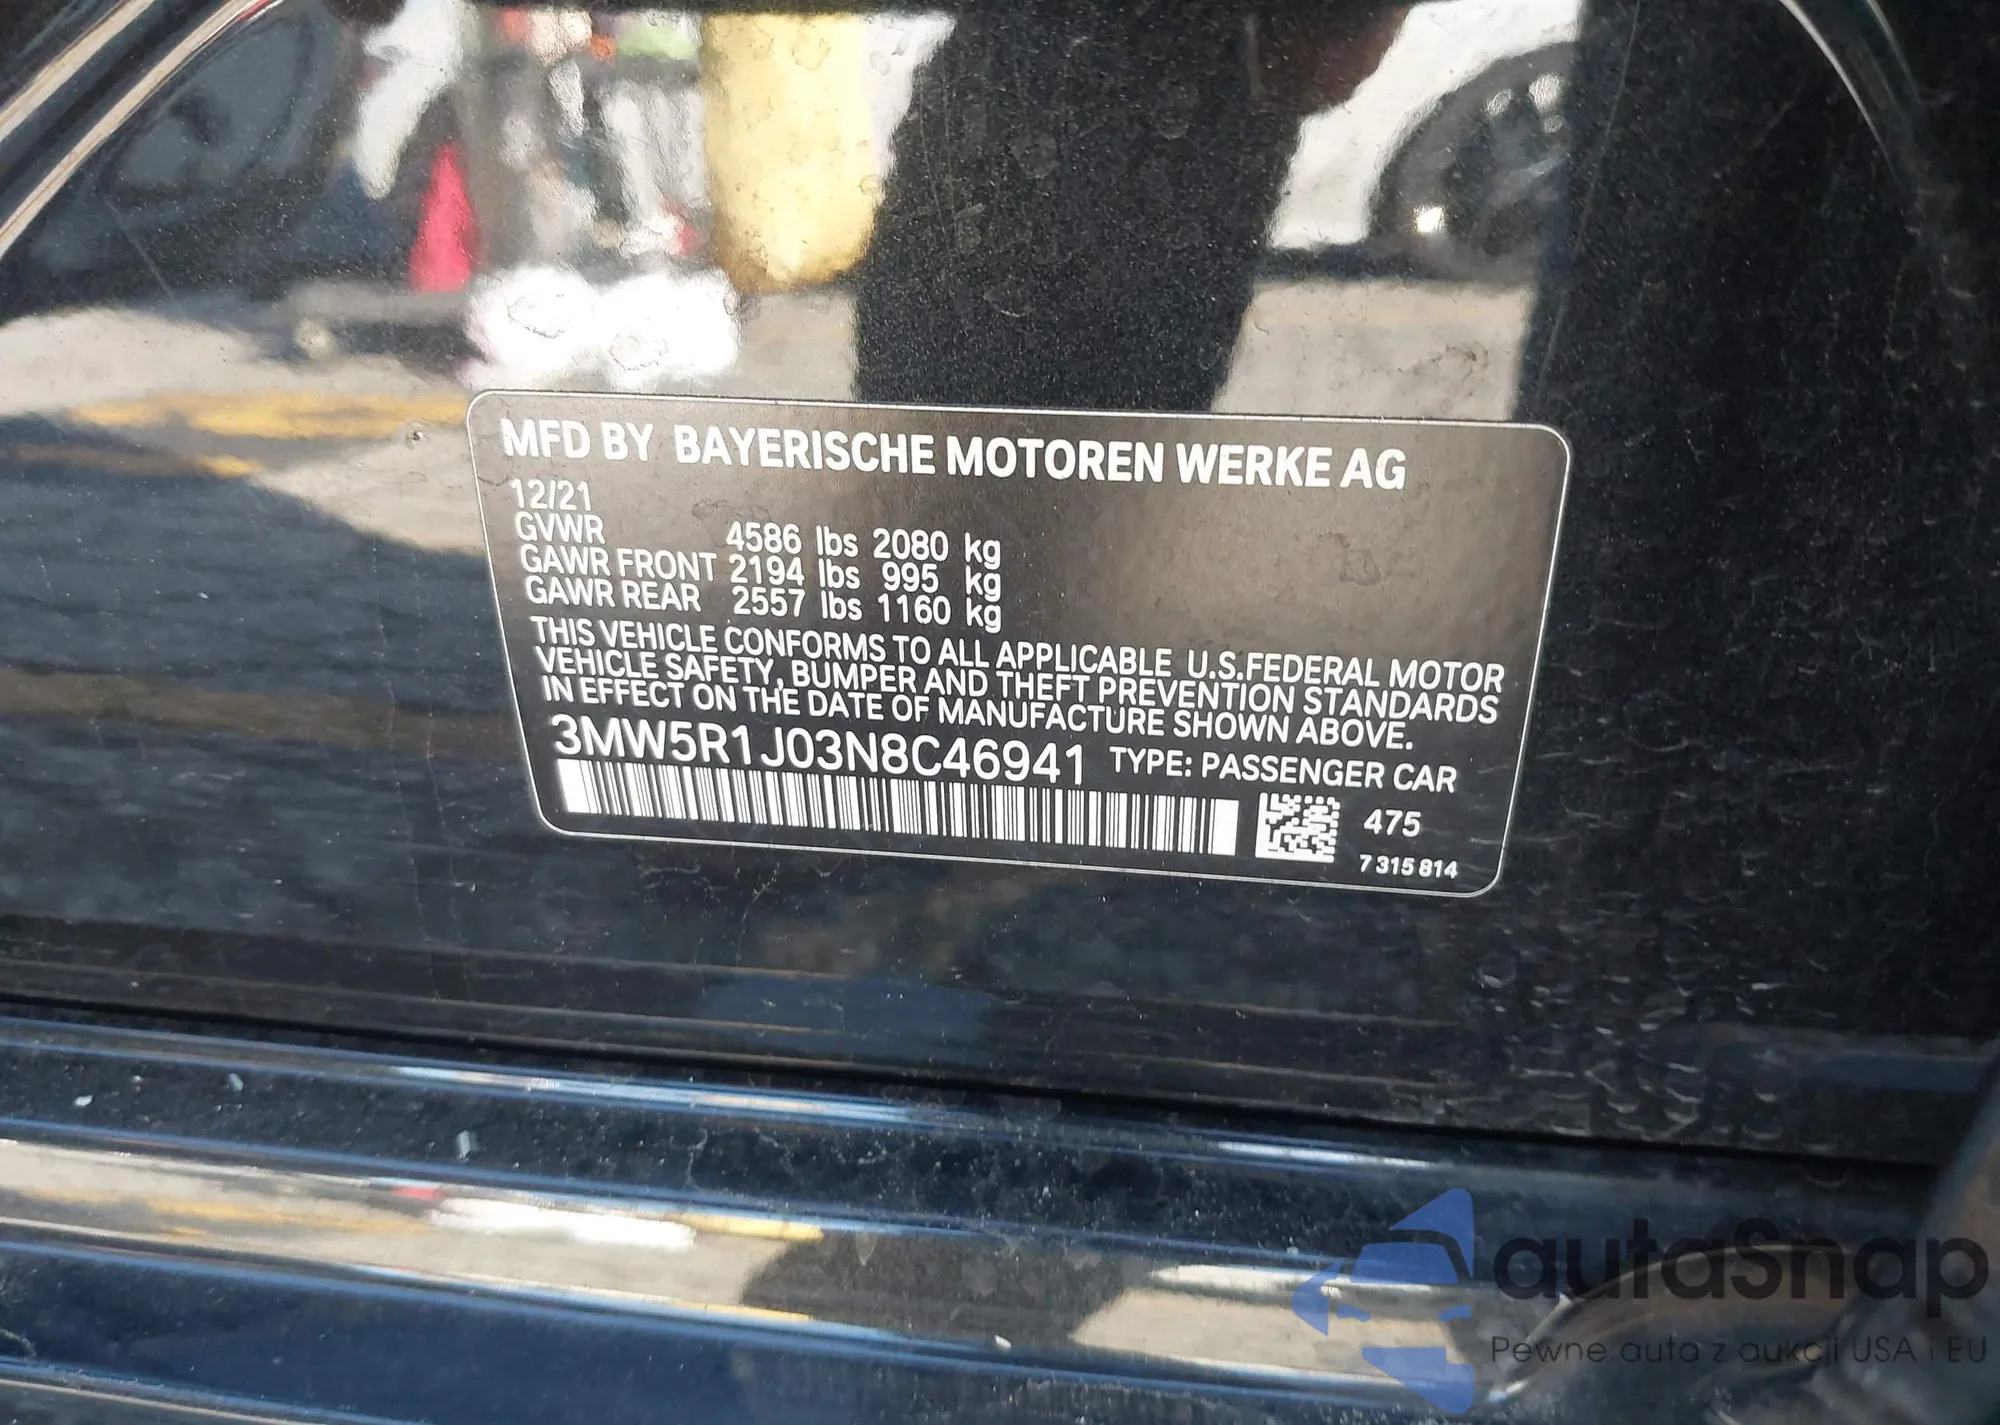 MFD BY BAYERISCHE MOTOREN WERKE AG
12/21
GVWR 4586 lbs 2080 kg
GAWR FRONT 2194 lbs 995 kg
GAWR REAR 2557 lbs 1160 kg
THIS VEHICLE CONFORMS TO ALL APPLICABLE U.S.FEDERAL MOTOR
VEHICLE SAFETY, BUMPER AND THEFT PREVENTION STANDARDS
IN EFFECT ON THE DATE OF MANUFACTURE SHOWN ABOVE.
3MW5R1J03N8C46941 TYPE: PASSENGER CAR
475
7 315 814
autaSnap
Pewne auta z aukcji USA i EU